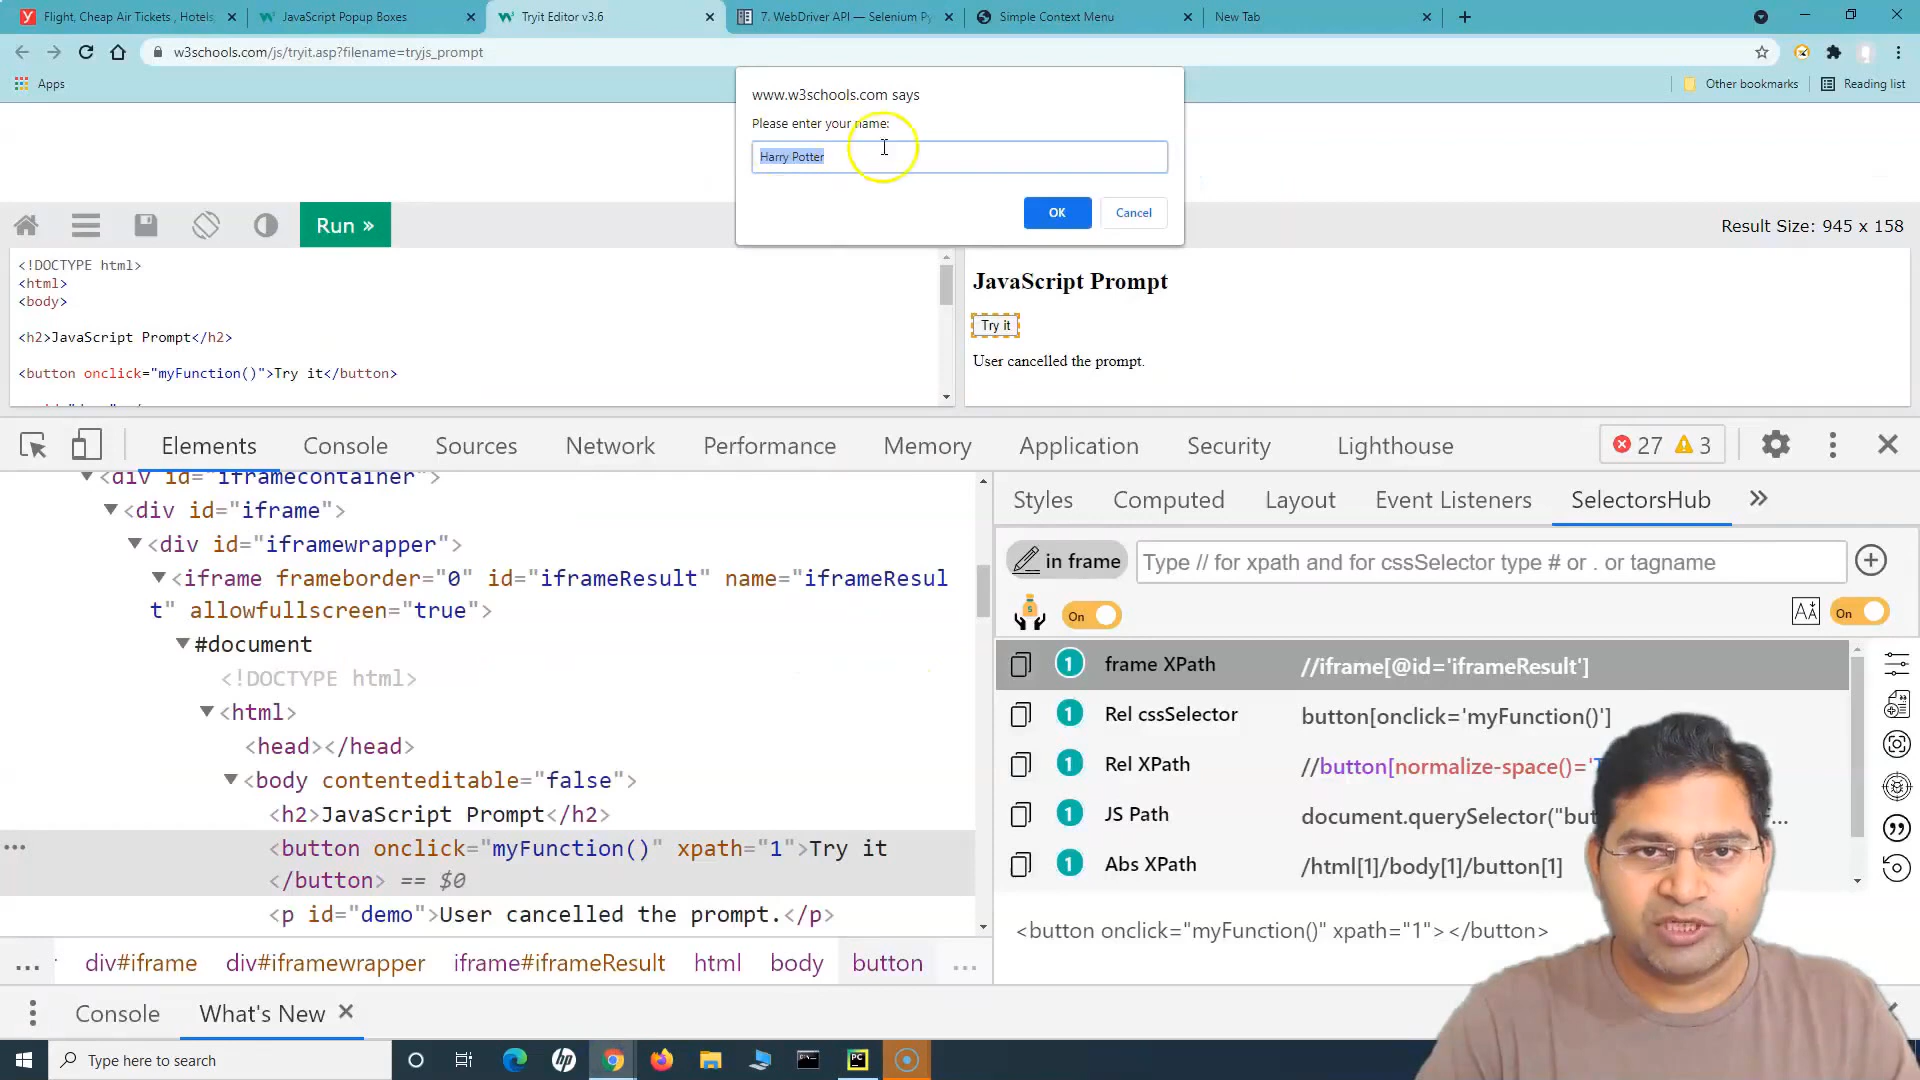 Flight, Cheap Air Tickets , Hotels,
JavaScript Popup Boxes
Tryit Editor v3.6
7. WebDriver API — Selenium Py
Simple Context Menu
New Tab
w3schools.com/js/tryit.asp?filename=tryjs_prompt
Apps
Other bookmarks
Reading list
www.w3schools.com says
Please enter your name:
Harry Potter
OK
Cancel
Run »
Result Size: 945 x 158
<!DOCTYPE html>
<html>
<body>
<h2>JavaScript Prompt</h2>
<button onclick="myFunction()">Try it</button>
JavaScript Prompt
Try it
User cancelled the prompt.
Elements
Console
Sources
Network
Performance
Memory
Application
Security
Lighthouse
27
3
<div id="iframecontainer">
<div id="iframe">
<div id="iframewrapper">
<iframe frameborder="0" id="iframeResult" name="iframeResul
t" allowfullscreen="true">
#document
<!DOCTYPE html>
<html>
<head></head>
<body contenteditable="false">
<h2>JavaScript Prompt</h2>
... <button onclick="myFunction()" xpath="1">Try it
</button> == $0
<p id="demo">User cancelled the prompt.</p>
... div#iframe div#iframewrapper iframe#iframeResult html body button ...
Console
What's New
Styles
Computed
Layout
Event Listeners
SelectorsHub
in frame
Type // for xpath and for cssSelector type # or . or tagname
On
On
1 frame XPath //iframe[@id='iframeResult']
1 Rel cssSelector button[onclick='myFunction()']
1 Rel XPath //button[normalize-space()='
1 JS Path document.querySelector("but ...
1 Abs XPath /html[1]/body[1]/button[1]
<button onclick="myFunction()" xpath="1"></button>
Type here to search
hp
PC